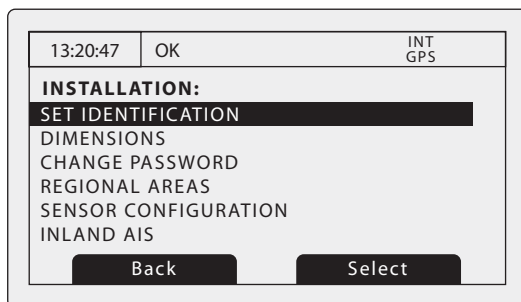 13:20:47 OK INT
GPS
INSTALLATION:
SET IDENTIFICATION
DIMENSIONS
CHANGE PASSWORD
REGIONAL AREAS
SENSOR CONFIGURATION
INLAND AIS
Back Select